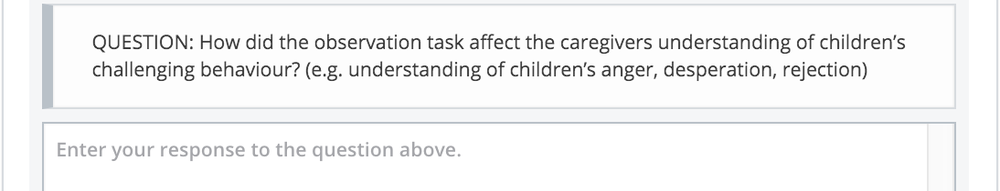 QUESTION: How did the observation task affect the caregivers understanding of children’s
challenging behaviour? (e.g. understanding of children’s anger, desperation, rejection)
Enter your response to the question above.